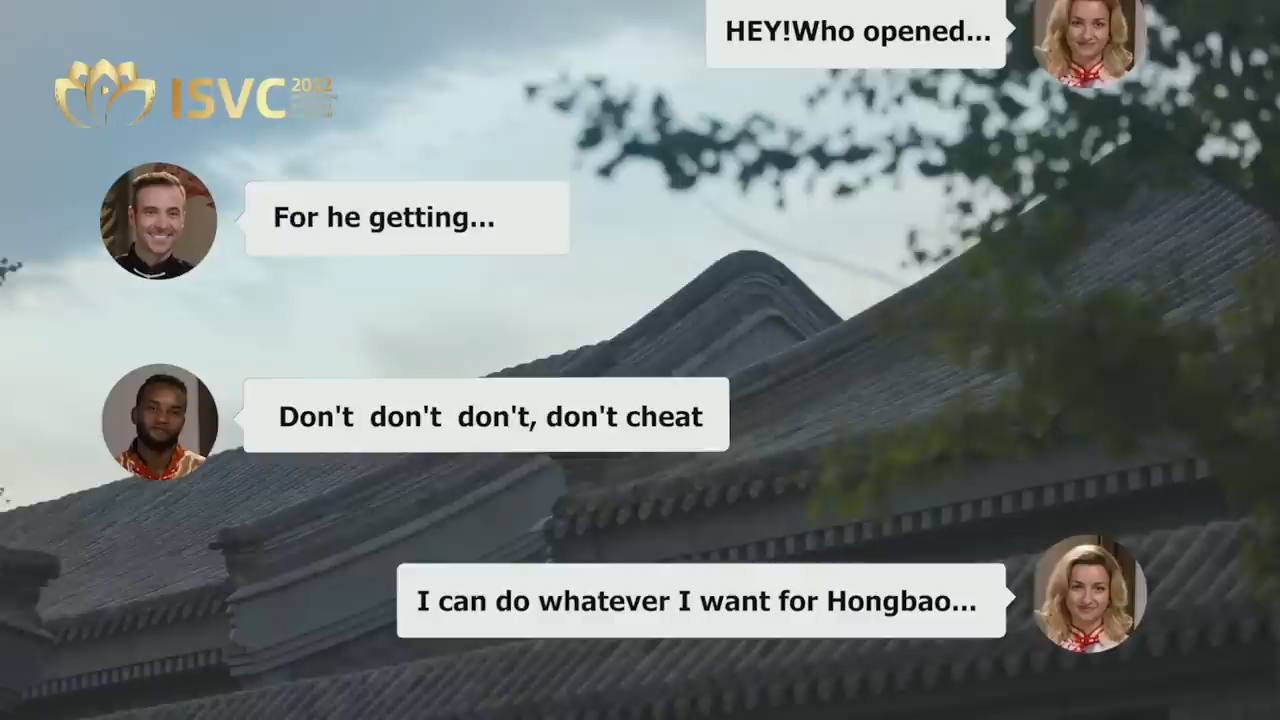 HEY!Who opened...
ISVC 2022
For he getting...
Don't don't don't, don't cheat
I can do whatever I want for Hongbao...